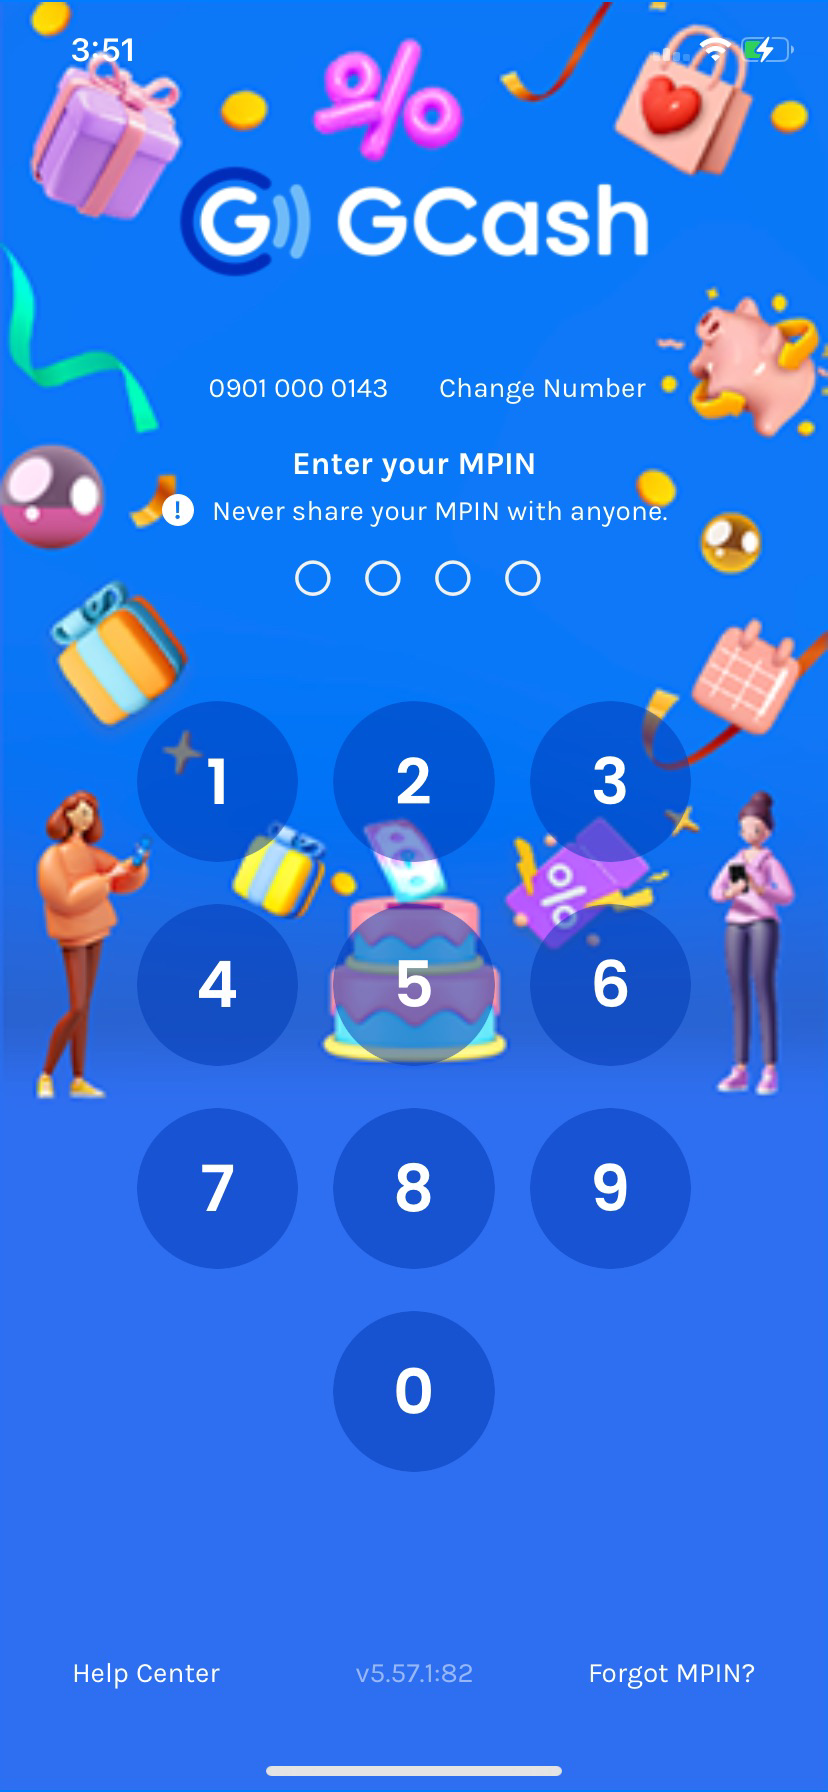 3:51
GCash
0901 000 0143 Change Number
Enter your MPIN
! Never share your MPIN with anyone.
1 2 3
4 5 6
7 8 9
0
Help Center v5.57.1:82 Forgot MPIN?